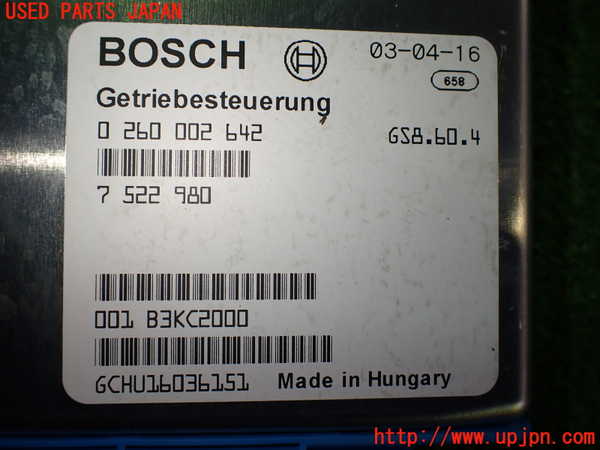 USED PARTS JAPAN
BOSCH
03-04-16
658
Getriebesteuerung
0 260 002 642
GS8.60.4
7 522 980
001 B3KC2000
GCHU16036151
Made in Hungary
http://www.upjpn.com/